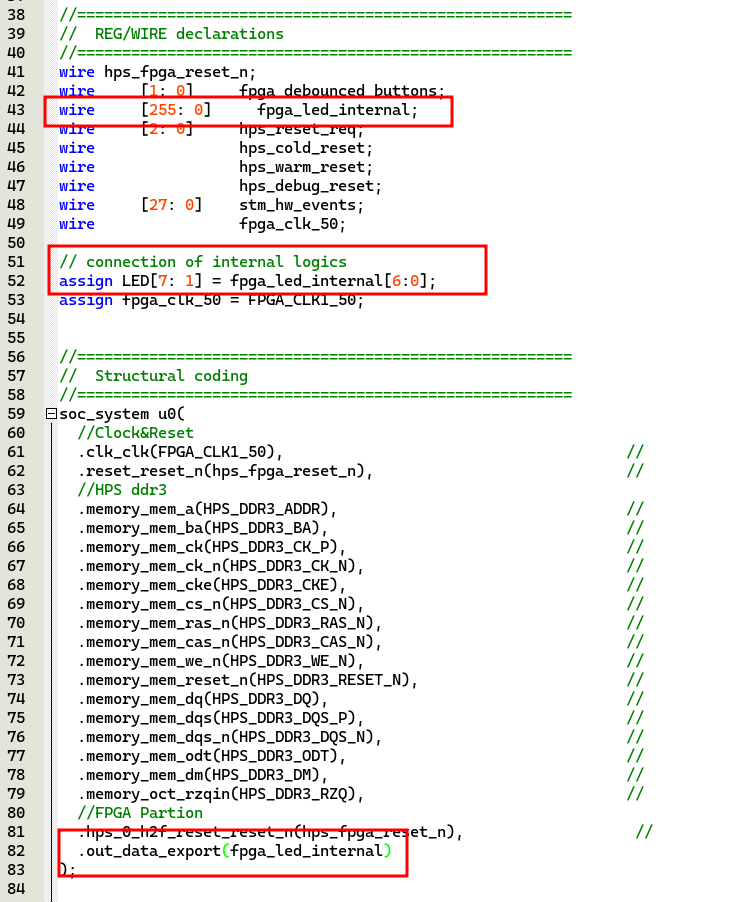 38 //=======================================================
39 //  REG/WIRE declarations
40 //=======================================================
41 wire hps_fpga_reset_n;
42 wire     [1: 0]     fpga_debounced_buttons;
43 wire     [255: 0]     fpga_led_internal;
44 wire     [2: 0]     hps_reset_req;
45 wire                hps_cold_reset;
46 wire                hps_warm_reset;
47 wire                hps_debug_reset;
48 wire     [27: 0]    stm_hw_events;
49 wire                fpga_clk_50;
50
51 // connection of internal logics
52 assign LED[7: 1] = fpga_led_internal[6:0];
53 assign fpga_clk_50 = FPGA_CLK1_50;
54
55
56 //=======================================================
57 //  Structural coding
58 //=======================================================
59 soc_system u0(
60   //Clock&Reset
61   .clk_clk(FPGA_CLK1_50),                                      //
62   .reset_reset_n(hps_fpga_reset_n),                            //
63   //HPS ddr3
64   .memory_mem_a(HPS_DDR3_ADDR),                                //
65   .memory_mem_ba(HPS_DDR3_BA),                                 //
66   .memory_mem_ck(HPS_DDR3_CK_P),                               //
67   .memory_mem_ck_n(HPS_DDR3_CK_N),                             //
68   .memory_mem_cke(HPS_DDR3_CKE),                               //
69   .memory_mem_cs_n(HPS_DDR3_CS_N),                             //
70   .memory_mem_ras_n(HPS_DDR3_RAS_N),                           //
71   .memory_mem_cas_n(HPS_DDR3_CAS_N),                           //
72   .memory_mem_we_n(HPS_DDR3_WE_N),                             //
73   .memory_mem_reset_n(HPS_DDR3_RESET_N),                       //
74   .memory_mem_dq(HPS_DDR3_DQ),                                 //
75   .memory_mem_dqs(HPS_DDR3_DQS_P),                             //
76   .memory_mem_dqs_n(HPS_DDR3_DQS_N),                           //
77   .memory_mem_odt(HPS_DDR3_ODT),                               //
78   .memory_mem_dm(HPS_DDR3_DM),                                 //
79   .memory_oct_rzqin(HPS_DDR3_RZQ),                             //
80   //FPGA Partion
81   .hps_0_h2f_reset_reset_n(hps_fpga_reset_n),                   //
82   .out_data_export(fpga_led_internal)
83 );
84